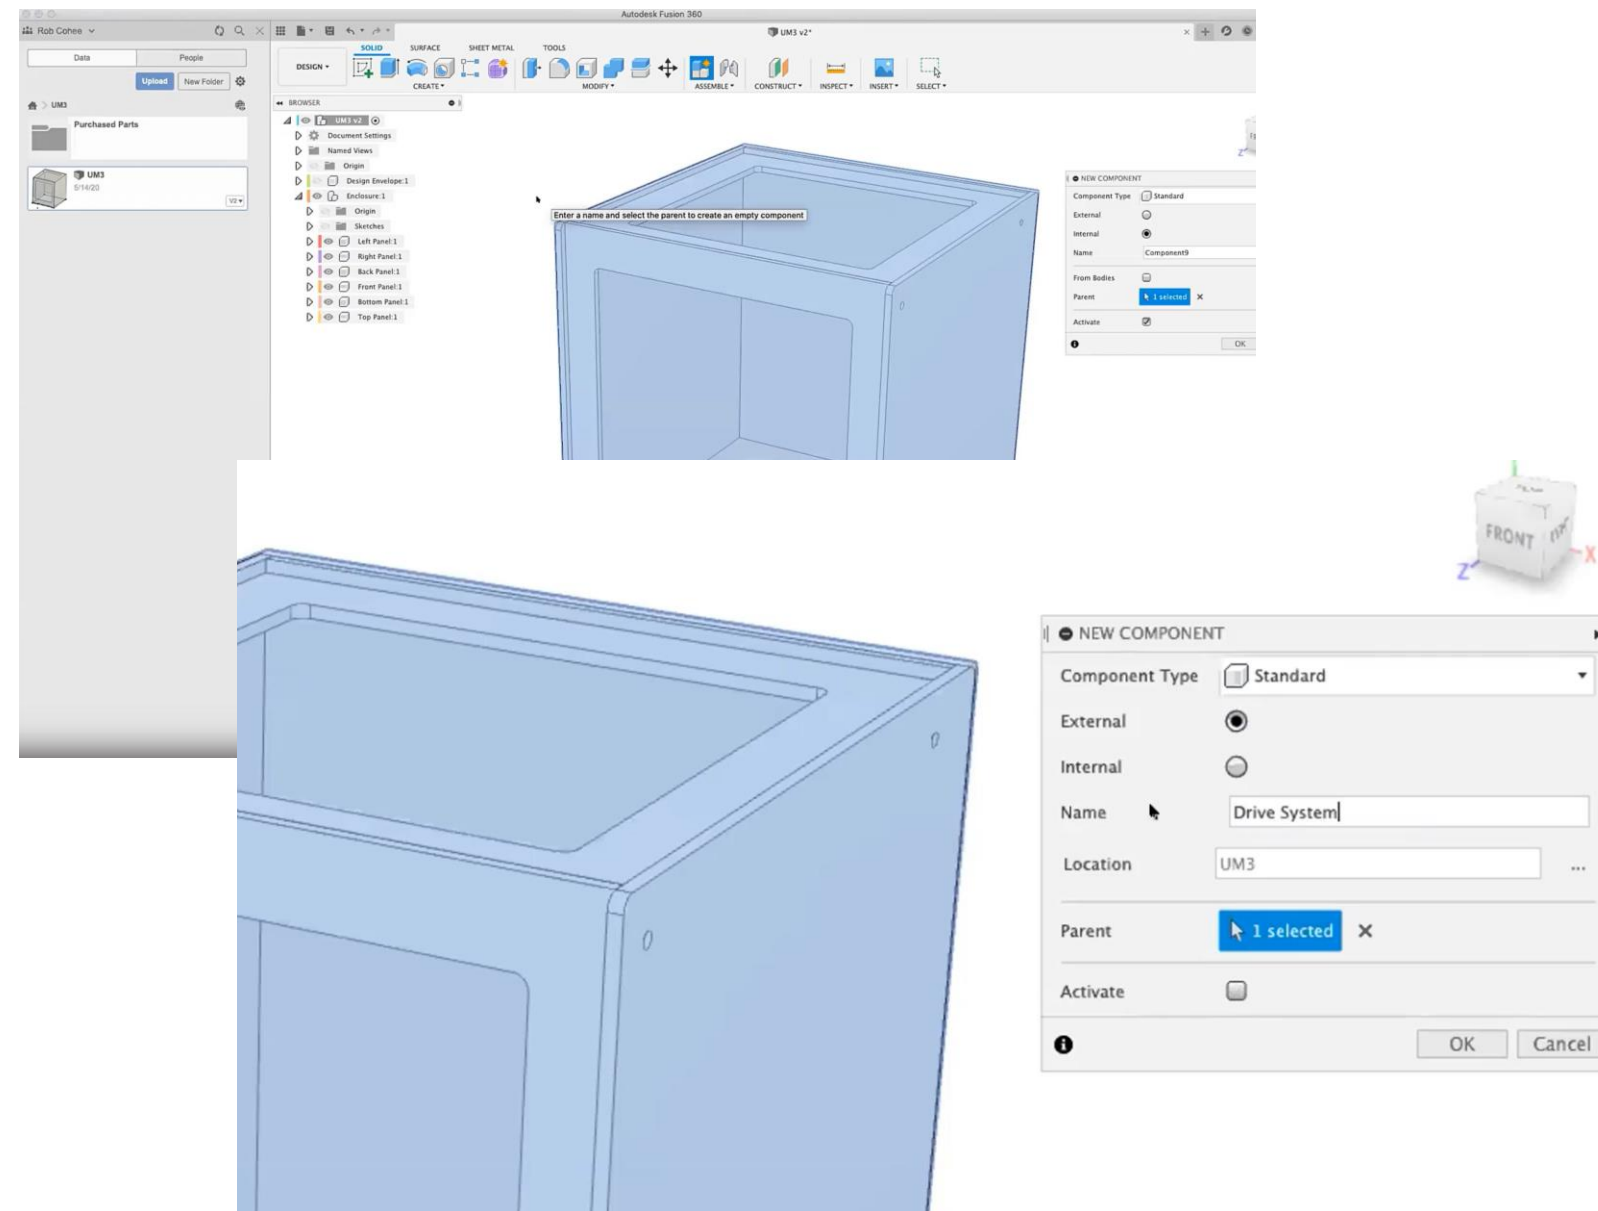 Autodesk Fusion 360
Rob Cohee
UM3 v2*
SOLID SURFACE SHEET METAL TOOLS
Data People
DESIGN
Upload New Folder
CREATE MODIFY ASSEMBLE CONSTRUCT INSPECT INSERT SELECT
UM3
BROWSER
Purchased Parts
UM3 v2
Document Settings
Named Views
Origin
UM3
5/14/20
V2
Design Envelope:1
Enclosure:1
Origin
Sketches
Left Panel:1
Right Panel:1
Back Panel:1
Front Panel:1
Bottom Panel:1
Top Panel:1
Enter a name and select the parent to create an empty component
Z
NEW COMPONENT
Component Type Standard
External
Internal
Name Component9
From Bodies
Parent 1 selected
Activate
OK
FRONT
Z X
NEW COMPONENT
Component Type Standard
External
Internal
Name Drive System
Location UM3 ...
Parent 1 selected
Activate
OK Cancel